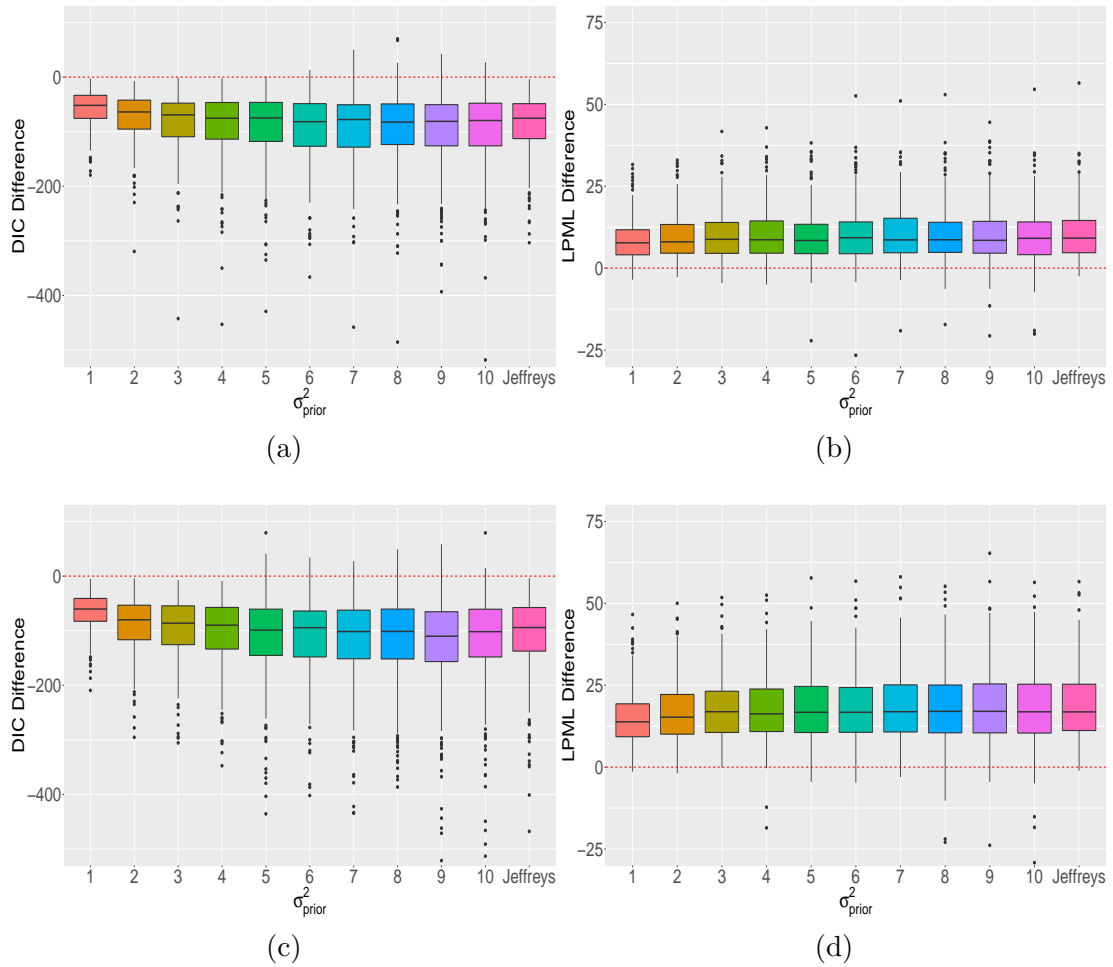 DIC Difference
0
−200
−400
1 2 3 4 5 6 7 8 9 10 Jeffreys
σ²prior
(a)
LPML Difference
75
50
25
0
−25
1 2 3 4 5 6 7 8 9 10 Jeffreys
σ²prior
(b)
DIC Difference
0
−200
−400
1 2 3 4 5 6 7 8 9 10 Jeffreys
σ²prior
(c)
LPML Difference
75
50
25
0
−25
1 2 3 4 5 6 7 8 9 10 Jeffreys
σ²prior
(d)